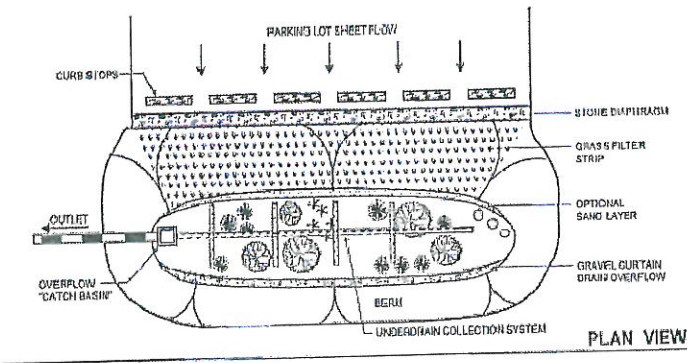 PARKING LOT SHEET FLOW
CURB STOPS
STONE DIAPHRAGM
GRASS FILTER
STRIP
OPTIONAL
SAND LAYER
OUTLET
GRAVEL CURTAIN
DRAIN OVERFLOW
OVERFLOW
"CATCH BASIN"
BERM
UNDERDRAIN COLLECTION SYSTEM
PLAN VIEW